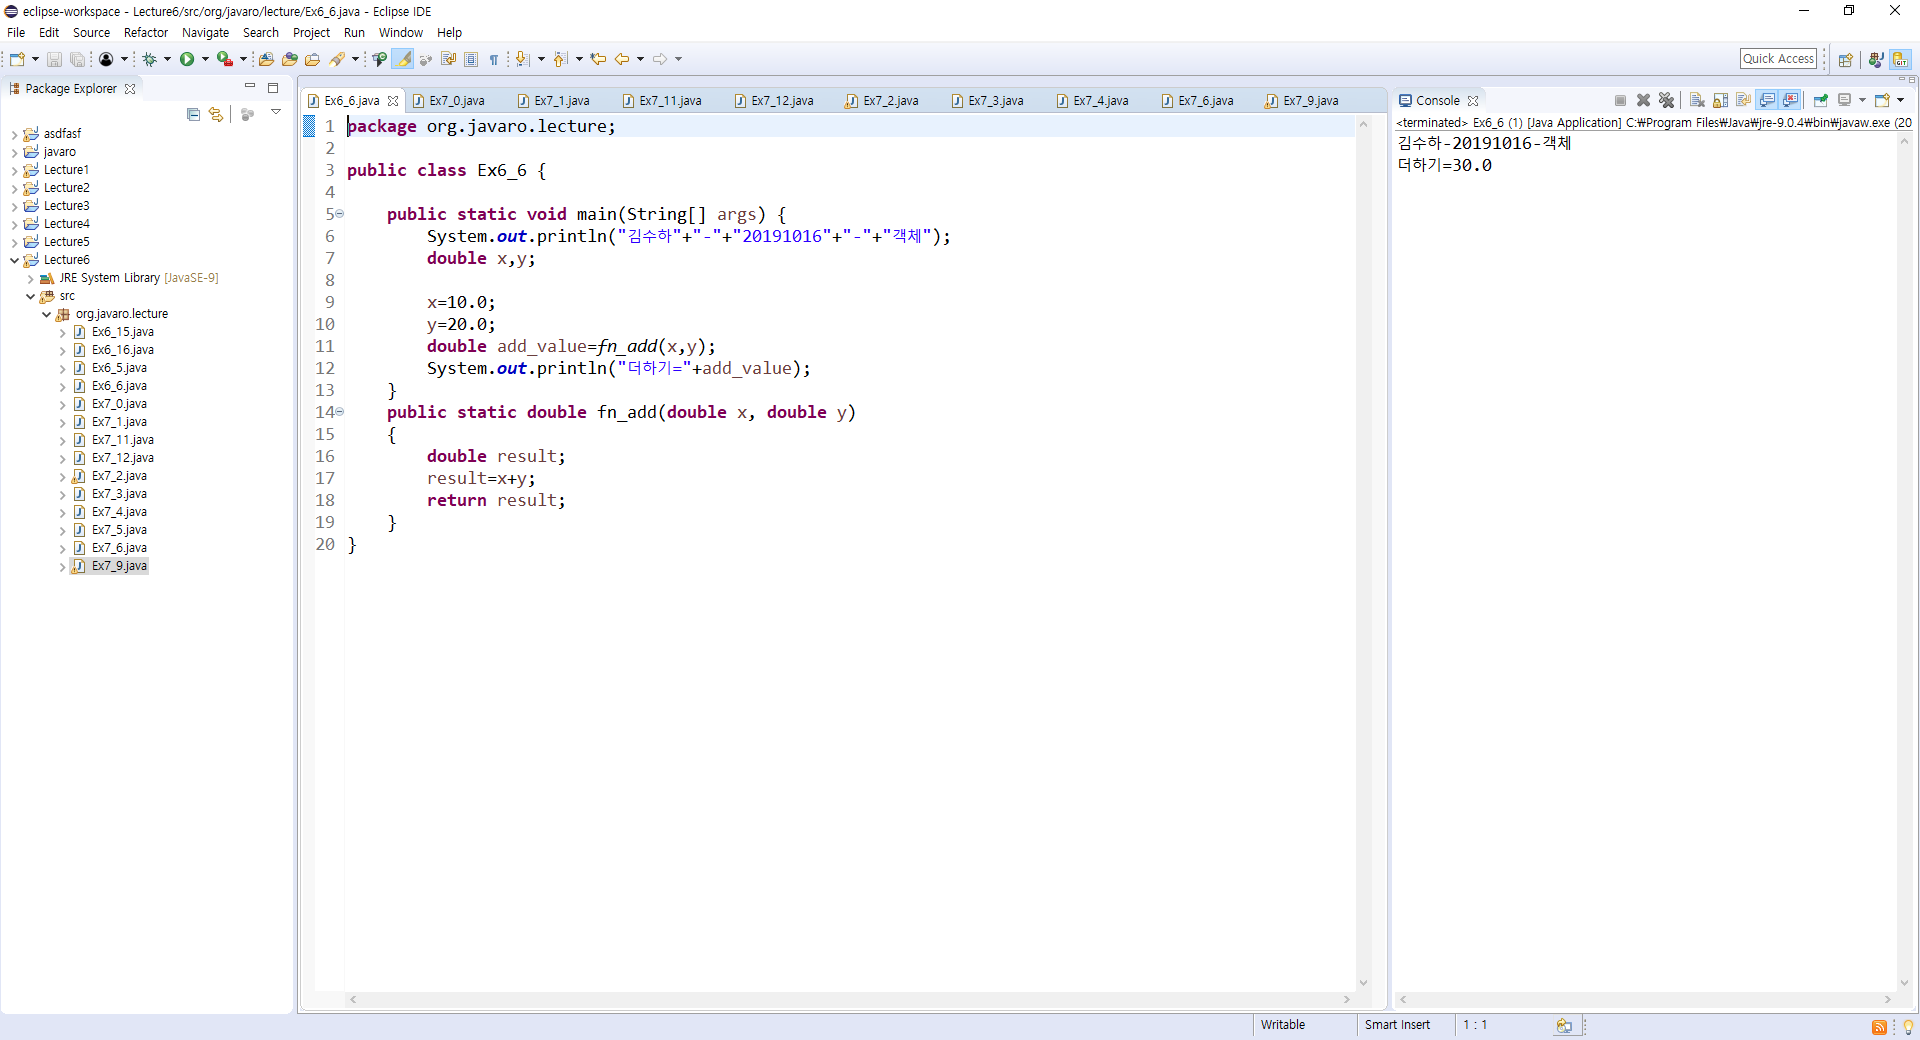 eclipse-workspace - Lecture6/src/org/javaro/lecture/Ex6_6.java - Eclipse IDE
File Edit Source Refactor Navigate Search Project Run Window Help
Quick Access
Package Explorer
asdfasf
javaro
Lecture1
Lecture2
Lecture3
Lecture4
Lecture5
Lecture6
JRE System Library [JavaSE-9]
src
org.javaro.lecture
Ex6_15.java
Ex6_16.java
Ex6_5.java
Ex6_6.java
Ex7_0.java
Ex7_1.java
Ex7_11.java
Ex7_12.java
Ex7_2.java
Ex7_3.java
Ex7_4.java
Ex7_5.java
Ex7_6.java
Ex7_9.java
Ex6_6.java Ex7_0.java Ex7_1.java Ex7_11.java Ex7_12.java Ex7_2.java Ex7_3.java Ex7_4.java Ex7_6.java Ex7_9.java
1 package org.javaro.lecture;
2
3 public class Ex6_6 {
4
5 public static void main(String[] args) {
6 System.out.println("김수하"+"-"+"20191016"+"-"+"객체");
7 double x,y;
8
9 x=10.0;
10 y=20.0;
11 double add_value=fn_add(x,y);
12 System.out.println("더하기="+add_value);
13 }
14 public static double fn_add(double x, double y)
15 {
16 double result;
17 result=x+y;
18 return result;
19 }
20 }
Console
<terminated> Ex6_6 (1) [Java Application] C:₩Program Files₩Java₩jre-9.0.4₩bin₩javaw.exe (20
김수하-20191016-객체
더하기=30.0
Writable Smart Insert 1 : 1